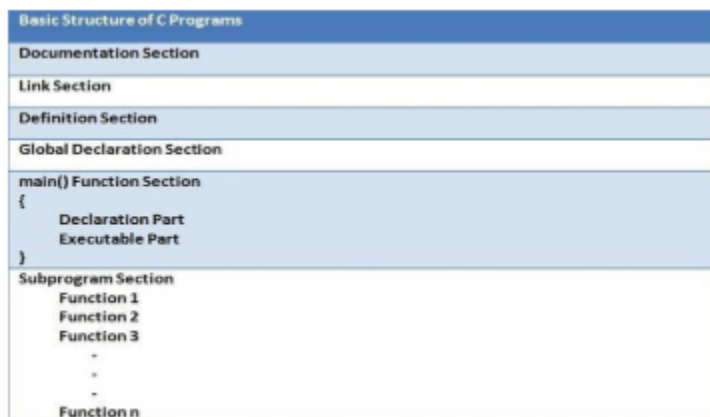 Basic Structure of C Programs
Documentation Section
Link Section
Definition Section
Global Declaration Section
main() Function Section
{
Declaration Part
Executable Part
}
Subprogram Section
Function 1
Function 2
Function 3
-
-
-
Function n